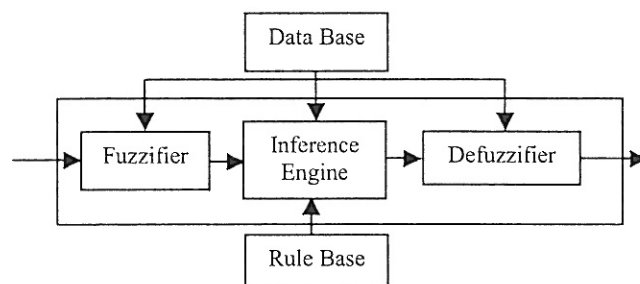 Data Base
Fuzzifier
Inference
Engine
Defuzzifier
Rule Base